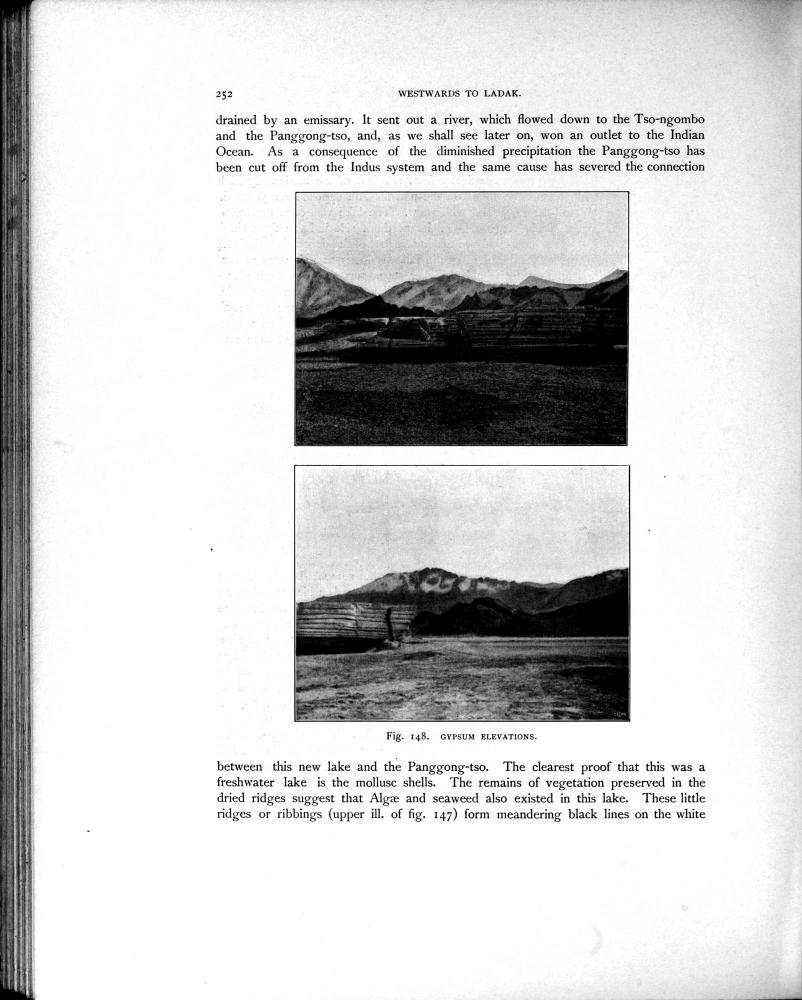 252
WESTWARDS TO LADAK.
drained by an emissary. It sent out a river, which flowed down to the Tso-ngombo
and the Panggong-tso, and, as we shall see later on, won an outlet to the Indian
Ocean. As a consequence of the diminished precipitation the Panggong-tso has
been cut off from the Indus system and the same cause has severed the connection
Fig. 148. GYPSUM ELEVATIONS.
between this new lake and the Panggong-tso. The clearest proof that this was a
freshwater lake is the mollusc shells. The remains of vegetation preserved in the
dried ridges suggest that Algæ and seaweed also existed in this lake. These little
ridges or ribbings (upper ill. of fig. 147) form meandering black lines on the white